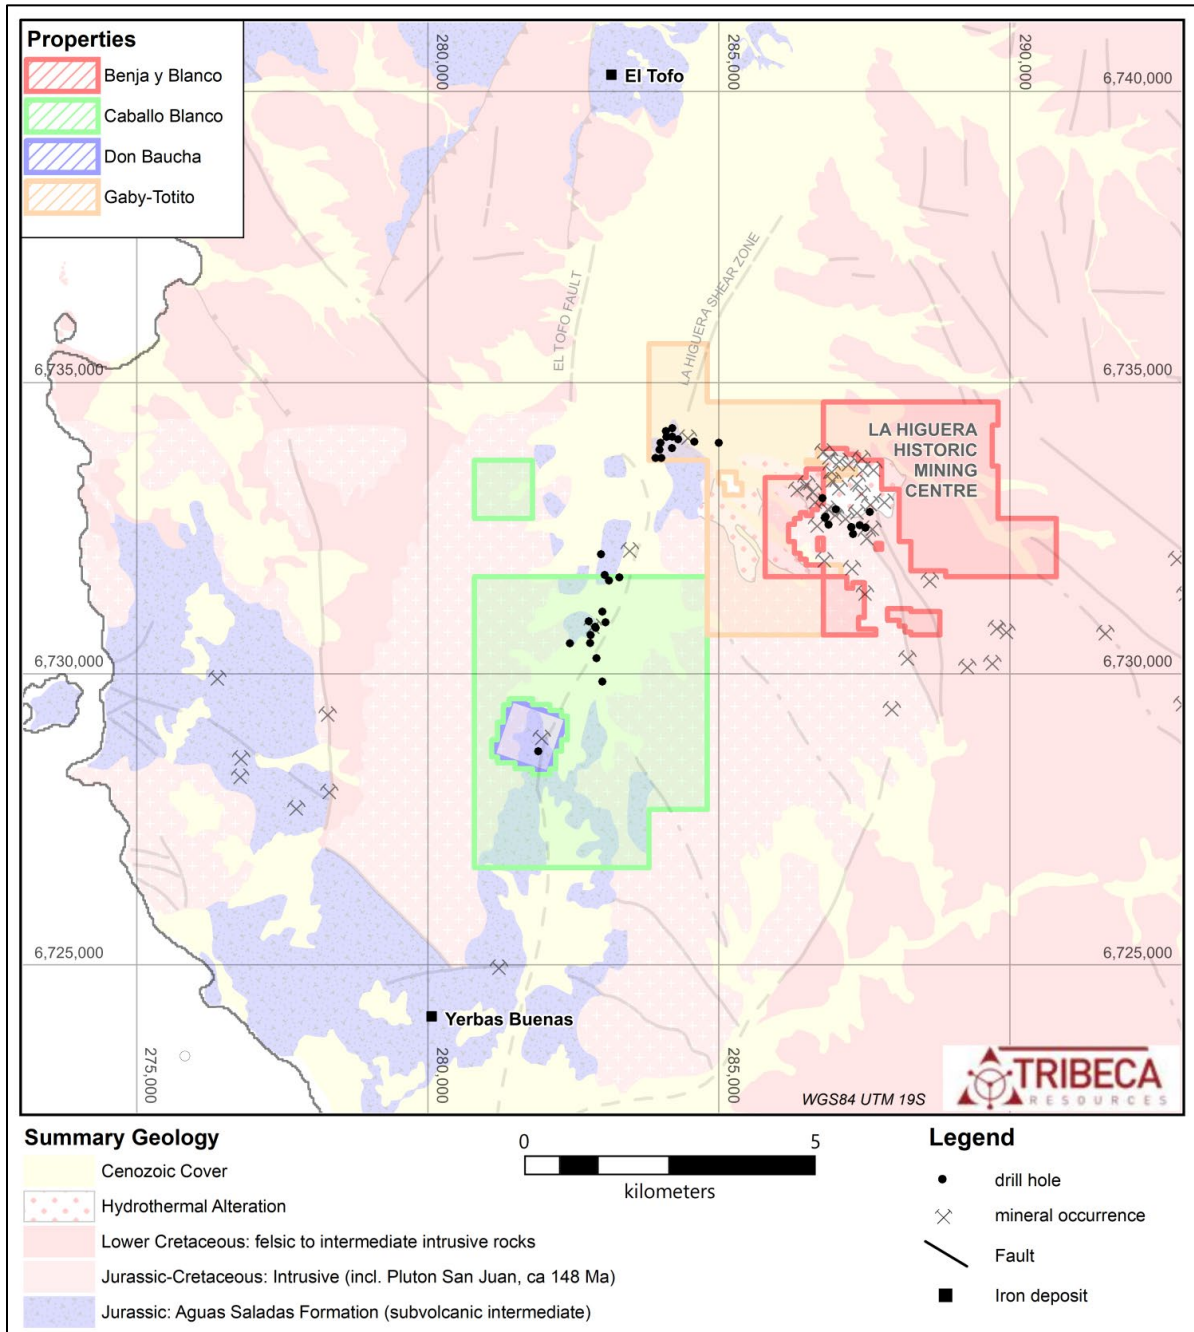 Properties
Benja y Blanco
Caballo Blanco
Don Baucha
Gaby-Totito
280,000
285,000
290,000
El Tofo
6,740,000
6,740,000
EL TOFO FAULT
LA HIGUERA SHEAR ZONE
6,735,000
6,735,000
LA HIGUERA
HISTORIC
MINING
CENTRE
6,730,000
6,730,000
6,725,000
6,725,000
Yerbas Buenas
275,000
280,000
285,000
WGS84 UTM 19S
TRIBECA
RESOURCES
Summary Geology
Cenozoic Cover
Hydrothermal Alteration
Lower Cretaceous: felsic to intermediate intrusive rocks
Jurassic-Cretaceous: Intrusive (incl. Pluton San Juan, ca 148 Ma)
Jurassic: Aguas Saladas Formation (subvolcanic intermediate)
0 5
kilometers
Legend
drill hole
mineral occurrence
Fault
Iron deposit